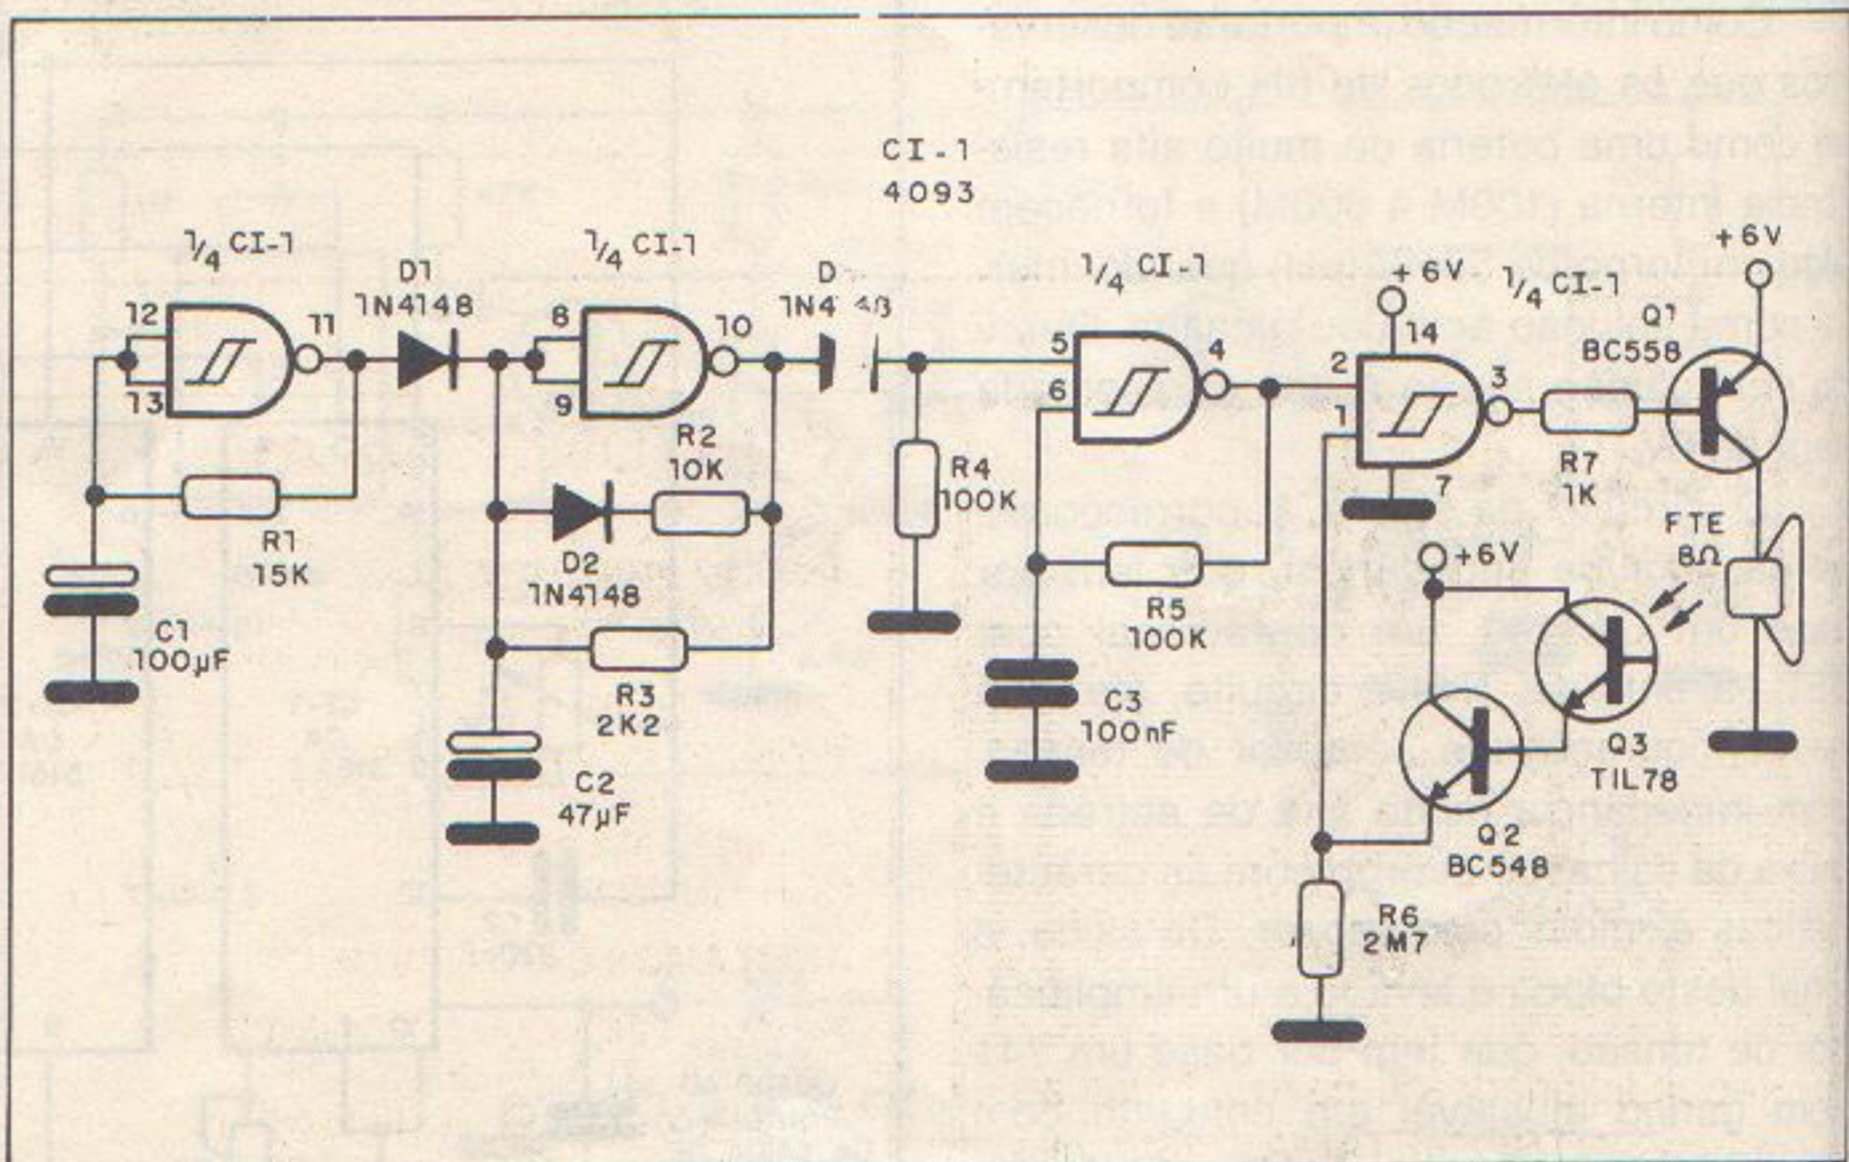 CI-1
4093
1/4 CI-1
12
13
11
D1
1N4148
1/4 CI-1
8
9
10
R1
15K
C1
100µF
R2
10K
D2
1N4148
R3
2K2
C2
47µF
R4
100K
1/4 CI-1
5
6
4
R5
100K
C3
100nF
+6V
14
1/4 CI-1
2
1
3
7
R7
1K
Q1
BC558
+6V
FTE
8Ω
+6V
Q3
TIL78
Q2
BC548
R6
2M7